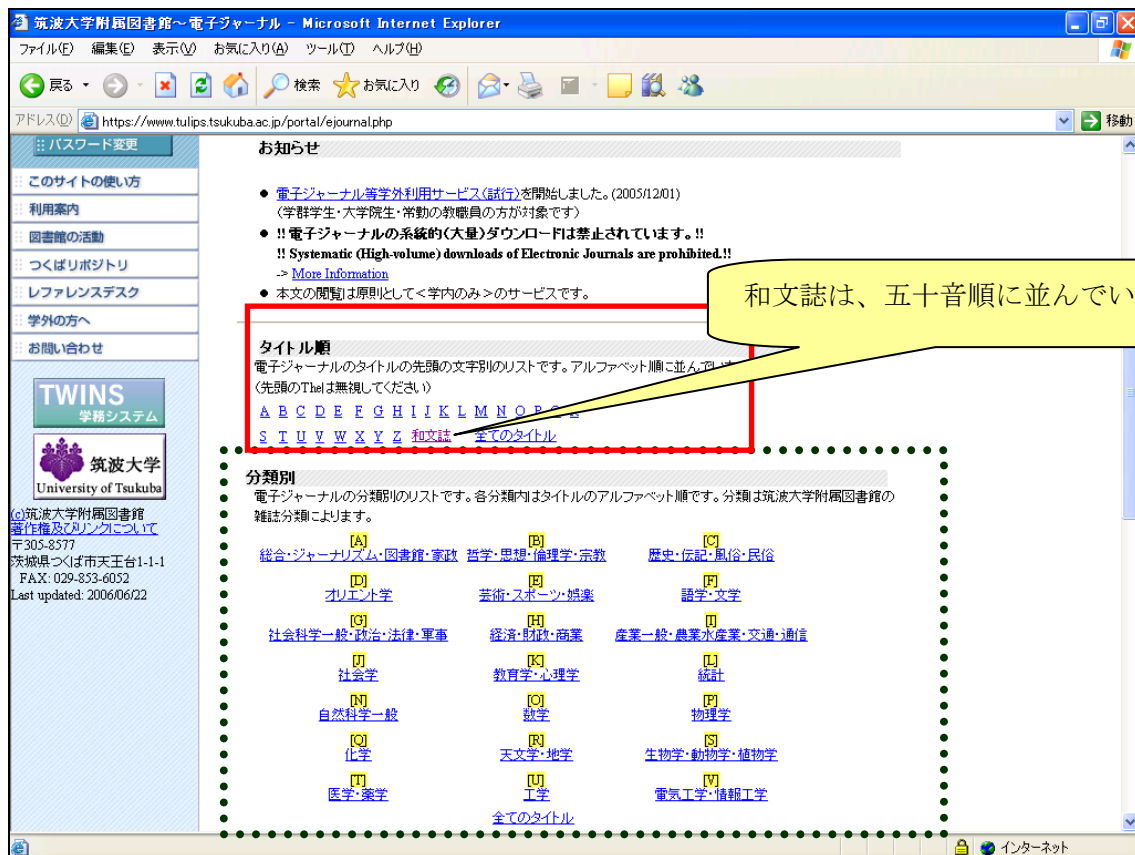 筑波大学附属図書館～電子ジャーナル - Microsoft Internet Explorer
ファイル(F) 編集(E) 表示(V) お気に入り(A) ツール(T) ヘルプ(H)
戻る 検索 お気に入り
アドレス(D) https://www.tulips.tsukuba.ac.jp/portal/ejournal.php 移動
:: パスワード変更
:: このサイトの使い方
:: 利用案内
:: 図書館の活動
:: つくばリポジトリ
:: レファレンスデスク
:: 学外の方へ
:: お問い合わせ
TWINS
学務システム
筑波大学
University of Tsukuba
(c)筑波大学附属図書館
著作権及びリンクについて
〒305-8577
茨城県つくば市天王台1-1-1
FAX: 029-853-6052
Last updated: 2006/06/22
お知らせ
● 電子ジャーナル等学外利用サービス(試行)を開始しました。(2005/12/01)
(学群学生・大学院生・常勤の教職員の方が対象です)
● !! 電子ジャーナルの系統的(大量)ダウンロードは禁止されています。!!
!! Systematic (High-volume) downloads of Electronic Journals are prohibited.!!
-> More Information
● 本文の閲覧は原則として<学内のみ>のサービスです。
和文誌は、五十音順に並んでい
タイトル順
電子ジャーナルのタイトルの先頭の文字別のリストです。アルファベット順に並んでい
(先頭のTheは無視してください)
A B C D E F G H I J K L M N O P Q R
S T U V W X Y Z 和文誌 全てのタイトル
分類別
電子ジャーナルの分類別のリストです。各分類内はタイトルのアルファベット順です。分類は筑波大学附属図書館の
雑誌分類によります。
[A] [B] [C]
総合・ジャーナリズム・図書館・家政 哲学・思想・倫理学・宗教 歴史・伝記・風俗・民俗
[D] [E] [F]
オリエント学 芸術・スポーツ・娯楽 語学・文学
[G] [H] [I]
社会科学一般・政治・法律・軍事 経済・財政・商業 産業一般・農業水産業・交通・通信
[J] [K] [L]
社会学 教育学・心理学 統計
[N] [O] [P]
自然科学一般 数学 物理学
[Q] [R] [S]
化学 天文学・地学 生物学・動物学・植物学
[T] [U] [V]
医学・薬学 工学 電気工学・情報工学
全てのタイトル
インターネット